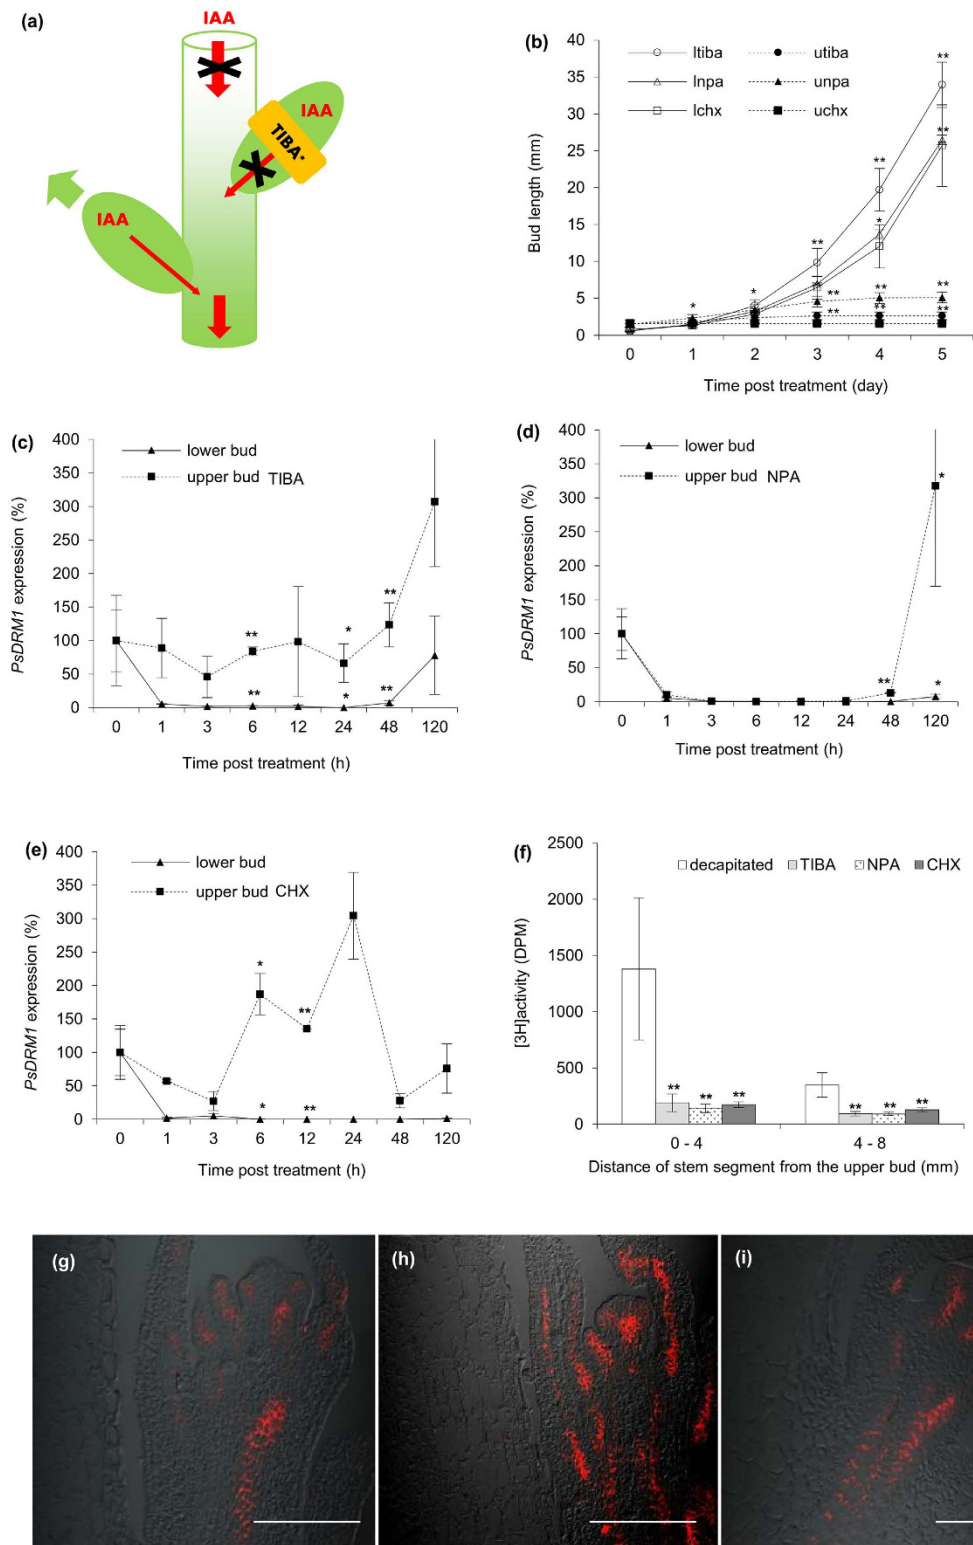 (a)
IAA
IAA
TIBA*
IAA
(b)
Bud length (mm)
40
35
30
25
20
15
10
5
0
ltiba
utiba
lnpa
unpa
lchx
uchx
**
**
**
*
**
*
*
**
**
**
**
**
**
0 1 2 3 4 5
Time post treatment (day)
(c)
PsDRM1 expression (%)
400
350
300
250
200
150
100
50
0
lower bud
upper bud TIBA
**
*
**
**
*
**
0 1 3 6 12 24 48 120
Time post treatment (h)
(d)
PsDRM1 expression (%)
400
350
300
250
200
150
100
50
0
lower bud
upper bud NPA
*
**
*
0 1 3 6 12 24 48 120
Time post treatment (h)
(e)
PsDRM1 expression (%)
400
350
300
250
200
150
100
50
0
lower bud
upper bud CHX
*
**
*
**
0 1 3 6 12 24 48 120
Time post treatment (h)
(f)
[3H]activity (DPM)
2500
2000
1500
1000
500
0
decapitated TIBA NPA CHX
** ** **
** ** **
0 - 4 4 - 8
Distance of stem segment from the upper bud (mm)
(g)
(h)
(i)